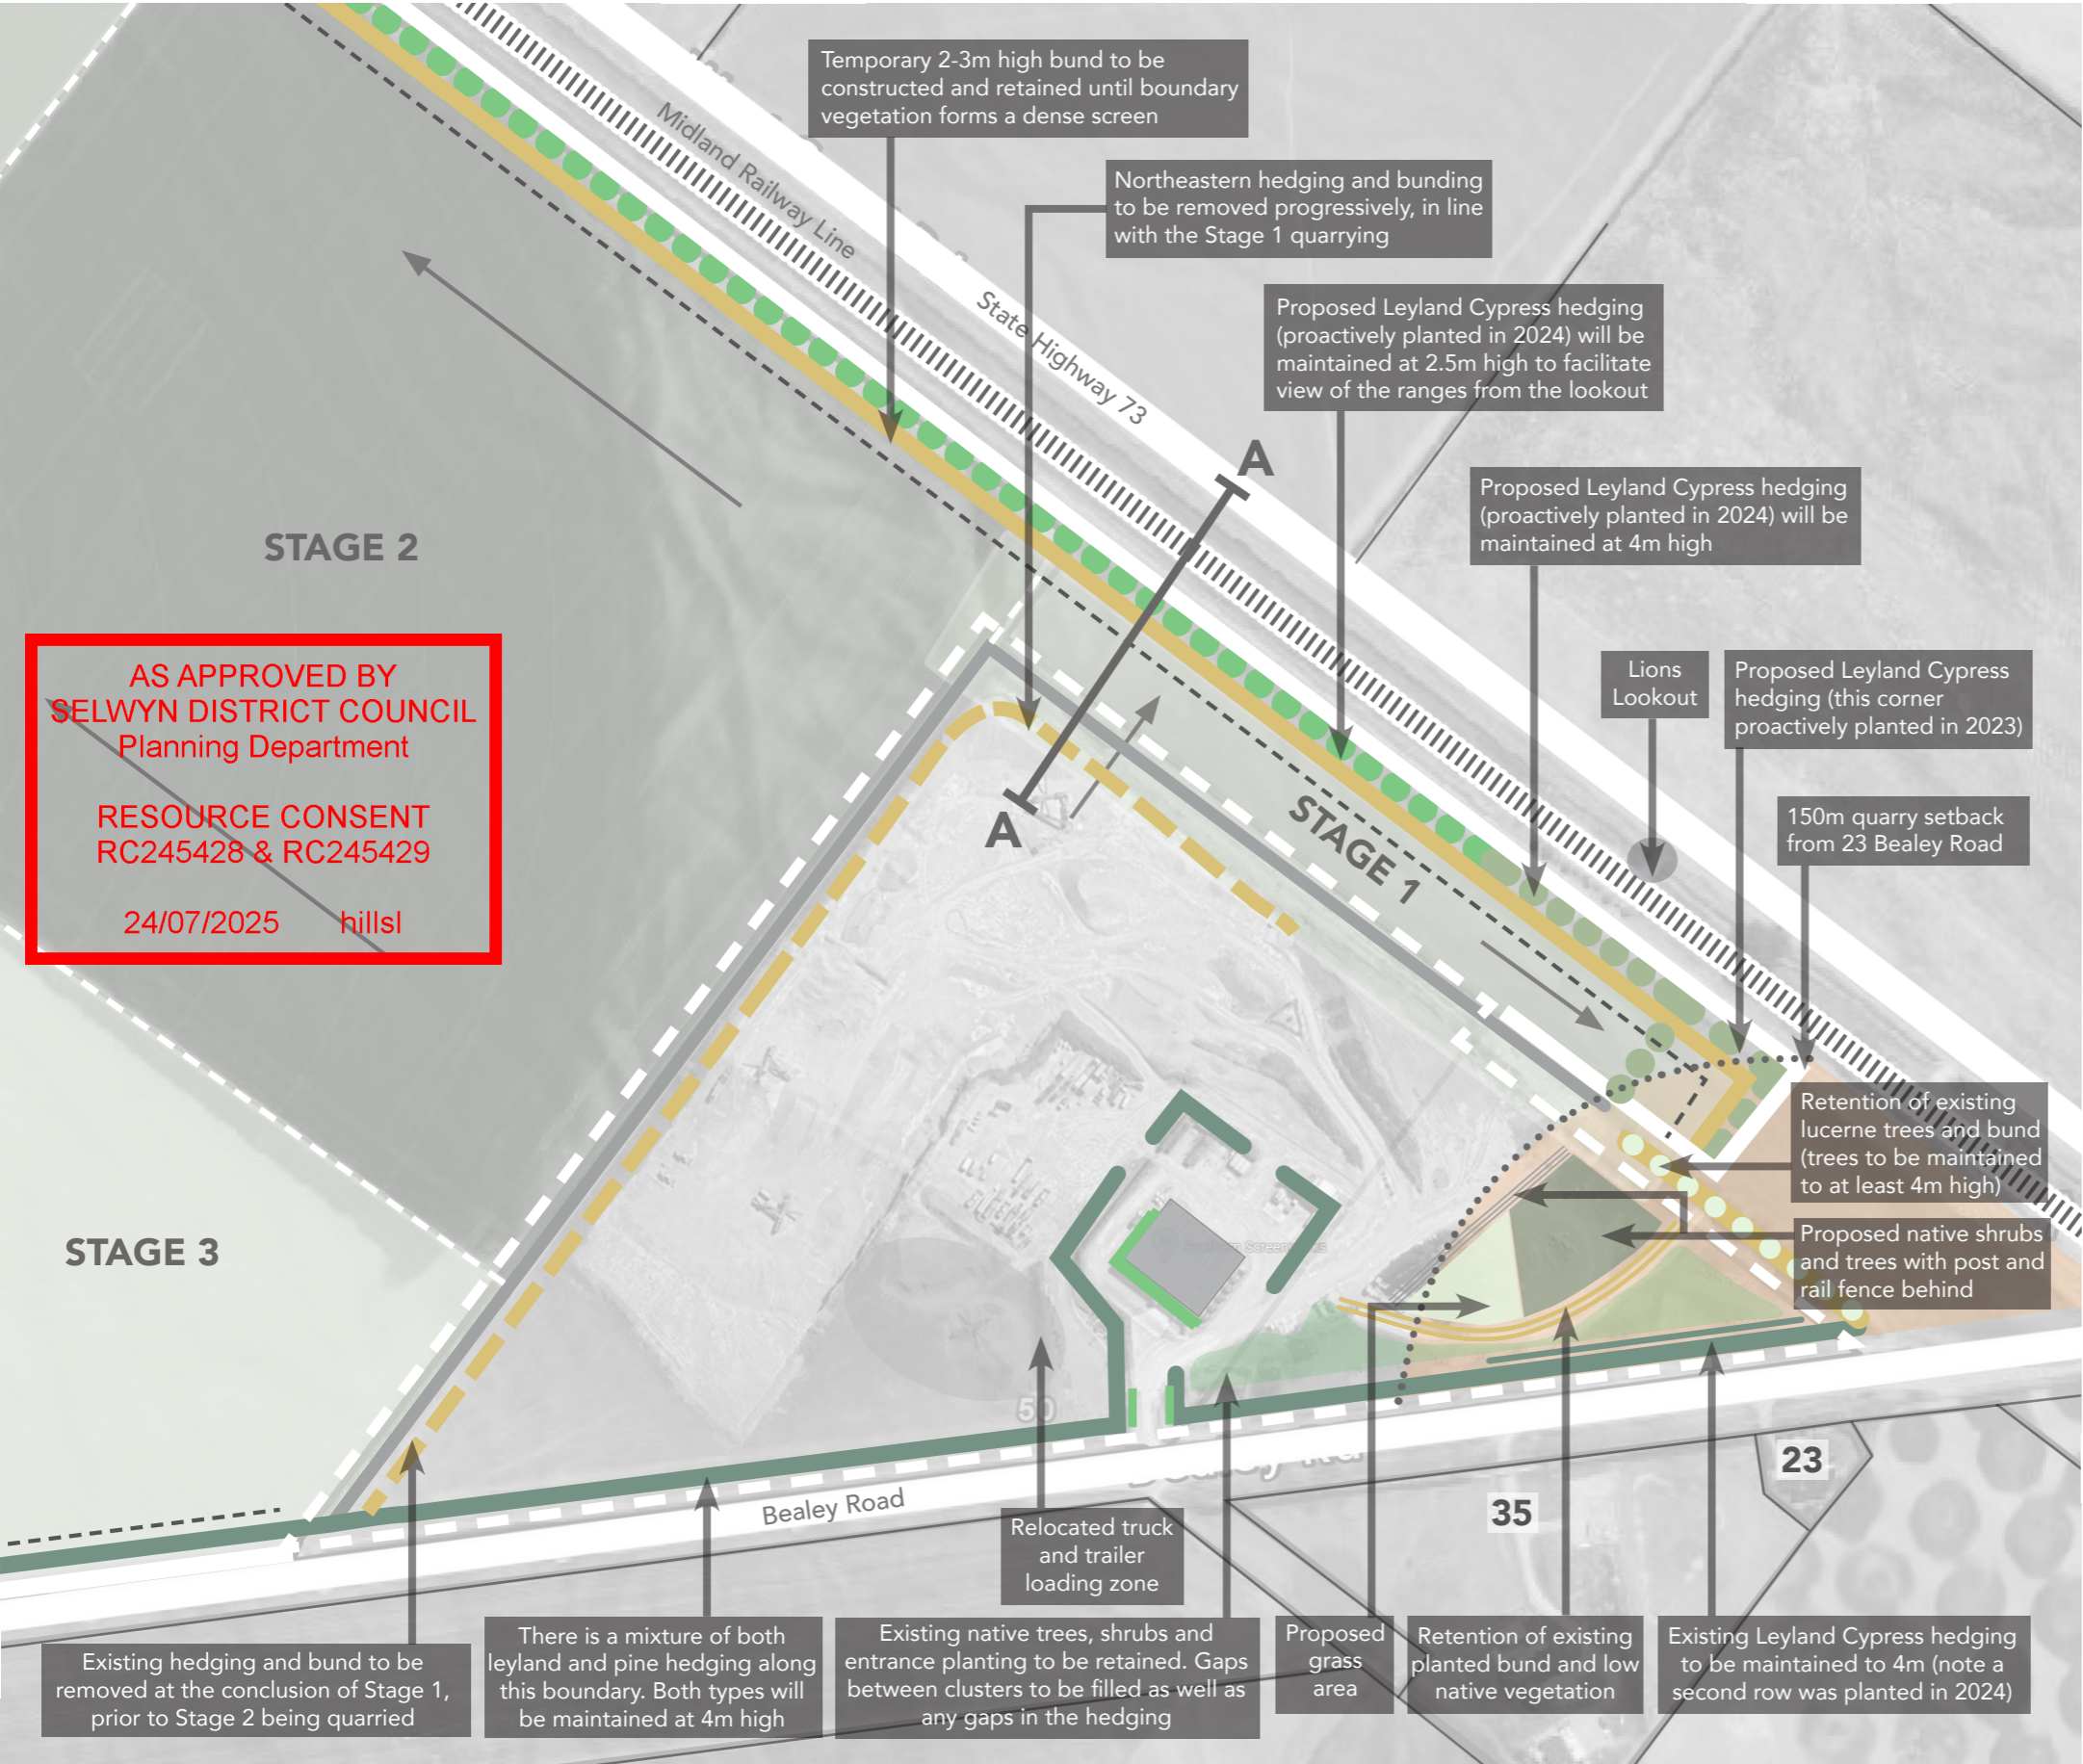 Temporary 2-3m high bund to be
constructed and retained until boundary
vegetation forms a dense screen
Midland Railway Line
Northeastern hedging and bunding
to be removed progressively, in line
with the Stage 1 quarrying
State Highway 73
Proposed Leyland Cypress hedging
(proactively planted in 2024) will be
maintained at 2.5m high to facilitate
view of the ranges from the lookout
A
Proposed Leyland Cypress hedging
(proactively planted in 2024) will be
maintained at 4m high
STAGE 2
AS APPROVED BY
SELWYN DISTRICT COUNCIL
Planning Department
RESOURCE CONSENT
RC245428 & RC245429
24/07/2025 hillsl
Lions
Lookout
Proposed Leyland Cypress
hedging (this corner
proactively planted in 2023)
A
STAGE 1
150m quarry setback
from 23 Bealey Road
Retention of existing
lucerne trees and bund
(trees to be maintained
to at least 4m high)
Proposed native shrubs
and trees with post and
rail fence behind
STAGE 3
50
Bealey Rd
23
35
Bealey Road
Relocated truck
and trailer
loading zone
Existing hedging and bund to be
removed at the conclusion of Stage 1,
prior to Stage 2 being quarried
There is a mixture of both
leyland and pine hedging along
this boundary. Both types will
be maintained at 4m high
Existing native trees, shrubs and
entrance planting to be retained. Gaps
between clusters to be filled as well as
any gaps in the hedging
Proposed
grass
area
Retention of existing
planted bund and low
native vegetation
Existing Leyland Cypress hedging
to be maintained to 4m (note a
second row was planted in 2024)